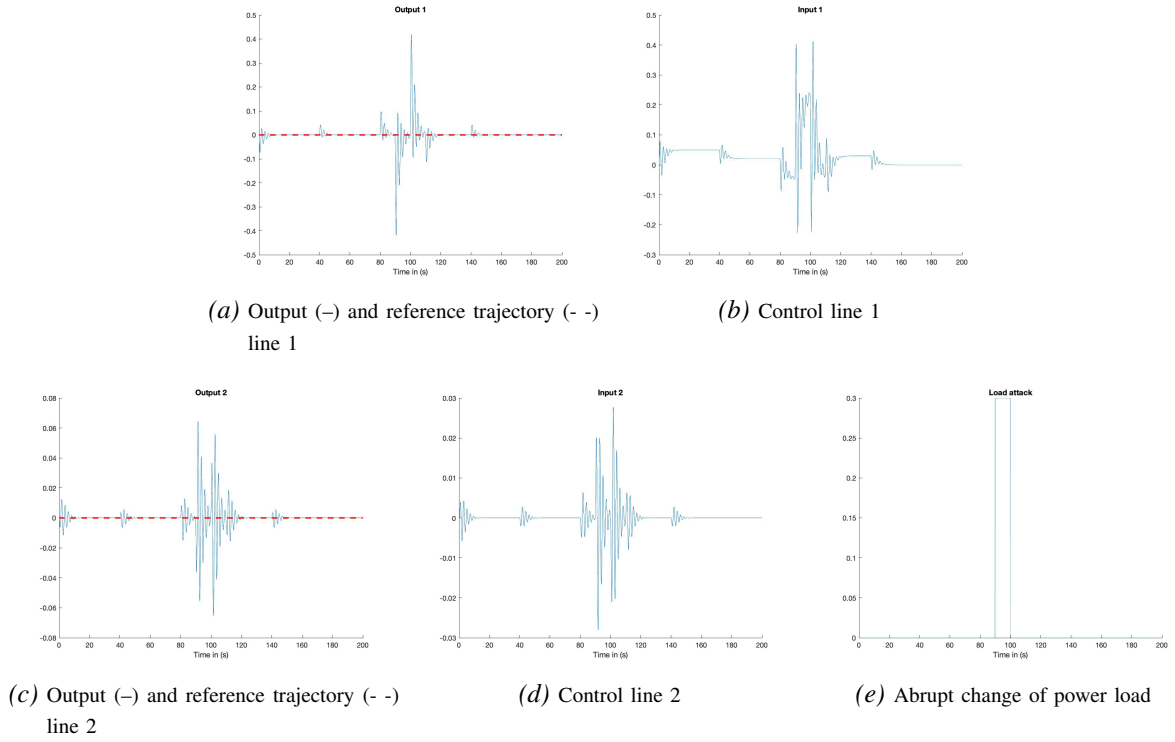 Output 1
0.5
0.4
0.3
0.2
0.1
0
-0.1
0.2
0.3
0.4
0.5
0 20 40 60 80 100 120 140 160 180 200
Time in (s)
(a) Output (–) and reference trajectory (- -)
line 1
Input 1
0.5
0.4
0.3
0.2
0.1
0
-0.1
-0.2
-0.3
0 20 40 60 80 100 120 140 160 180 200
Time in (s)
(b) Control line 1
Output 2
0.08
0.06
0.04
0.02
0
-0.02
-0.04
-0.06
-0.08
0 20 40 60 80 100 120 140 160 180 200
Time in (s)
(c) Output (–) and reference trajectory (- -)
line 2
Input 2
0.03
0.02
0.01
0
-0.01
-0.02
-0.03
0 20 40 60 80 100 120 140 160 180 200
Time in (s)
(d) Control line 2
Load attack
0.3
0.25
0.2
0.15
0.1
0.05
0
0 20 40 60 80 100 120 140 160 180 200
Time in (s)
(e) Abrupt change of power load